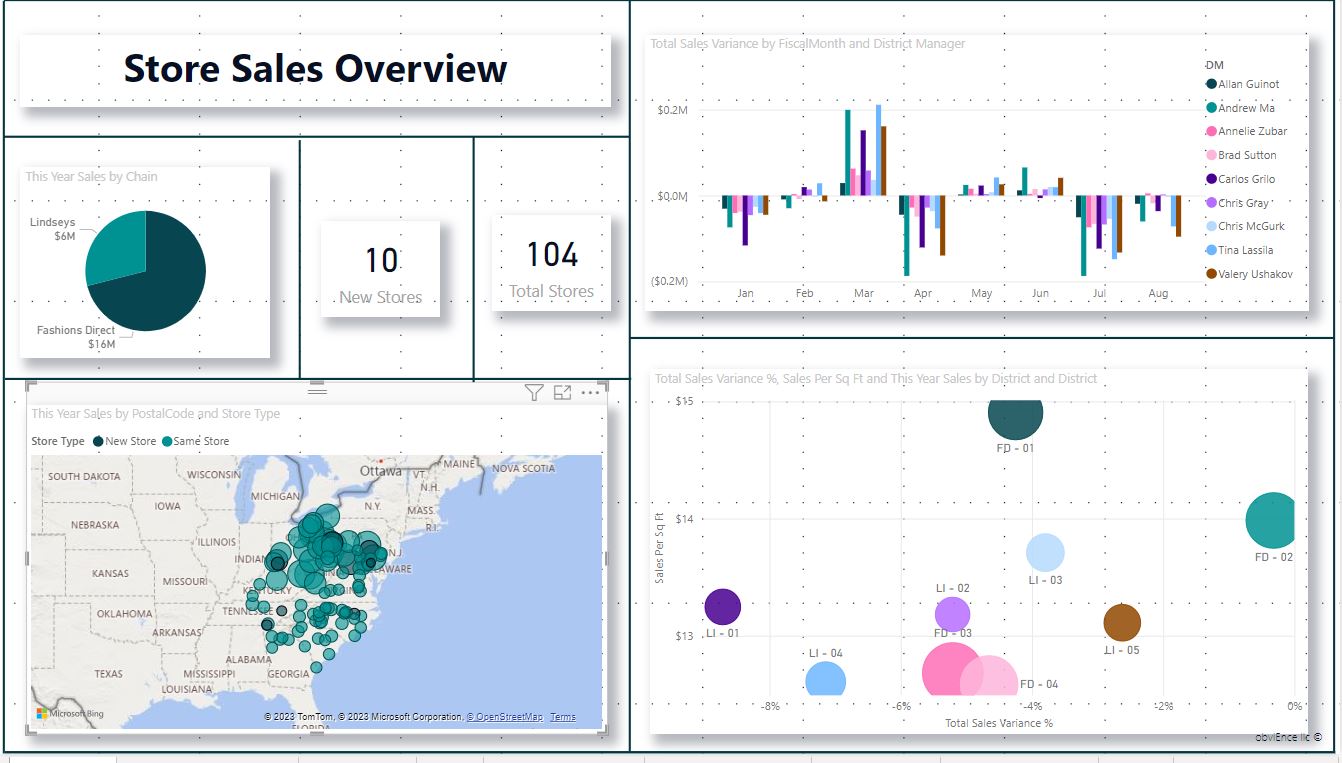 Store Sales Overview
This Year Sales by Chain
Lindseys
$6M
Fashions Direct
$16M
10
New Stores
104
Total Stores
This Year Sales by PostalCode and Store Type
Store Type New Store Same Store
Ottawa
MAINE
NOVA SCOTIA
SOUTH DAKOTA
WISCONSIN
VT.
N.H.
MICHIGAN
IOWA
N.Y.
MASS.
NEBRASKA
R.I.
ILLINOIS
N.J.
KANSAS
MISSOURI
OKLAHOMA
ARKANSAS
ALABAMA
TEXAS
MISSISSIPPI
GEORGIA
LOUISIANA
Microsoft Bing
© 2023 TomTom, © 2023 Microsoft Corporation, © OpenStreetMap Terms
FLORIDA
Total Sales Variance by FiscalMonth and District Manager
DM
Allan Guinot
Andrew Ma
Annelie Zubar
Brad Sutton
Carlos Grilo
Chris Gray
Chris McGurk
Tina Lassila
Valery Ushakov
$0.2M
$0.0M
($0.2M)
Jan Feb Mar Apr May Jun Jul Aug
Total Sales Variance %, Sales Per Sq Ft and This Year Sales by District and District
$15
FD - 01
$14
Sales Per Sq Ft
FD - 02
LI - 03
LI - 02
LI - 01
FD - 03
$13
LI - 05
LI - 04
FD - 04
-8% -6% -4% -2% 0%
Total Sales Variance %
obviEnce llc ©